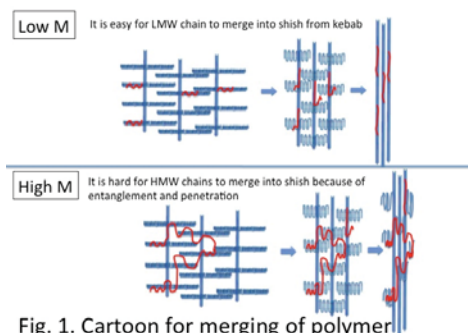 Low M
It is easy for LMW chain to merge into shish from kebab
High M
It is hard for HMW chains to merge into shish because of
entanglement and penetration
Fig. 1. Cartoon for merging of polymer